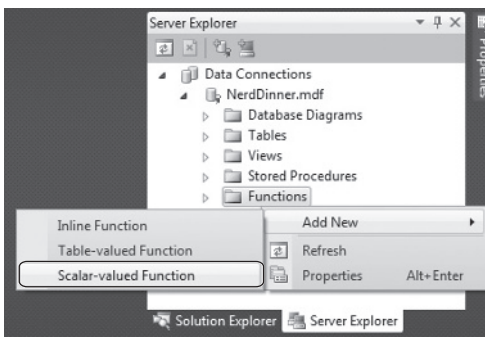 Server Explorer
Properties
Data Connections
NerdDinner.mdf
Database Diagrams
Tables
Views
Stored Procedures
Functions
Inline Function
Table-valued Function
Scalar-valued Function
Add New
Refresh
Properties Alt+Enter
Solution Explorer
Server Explorer